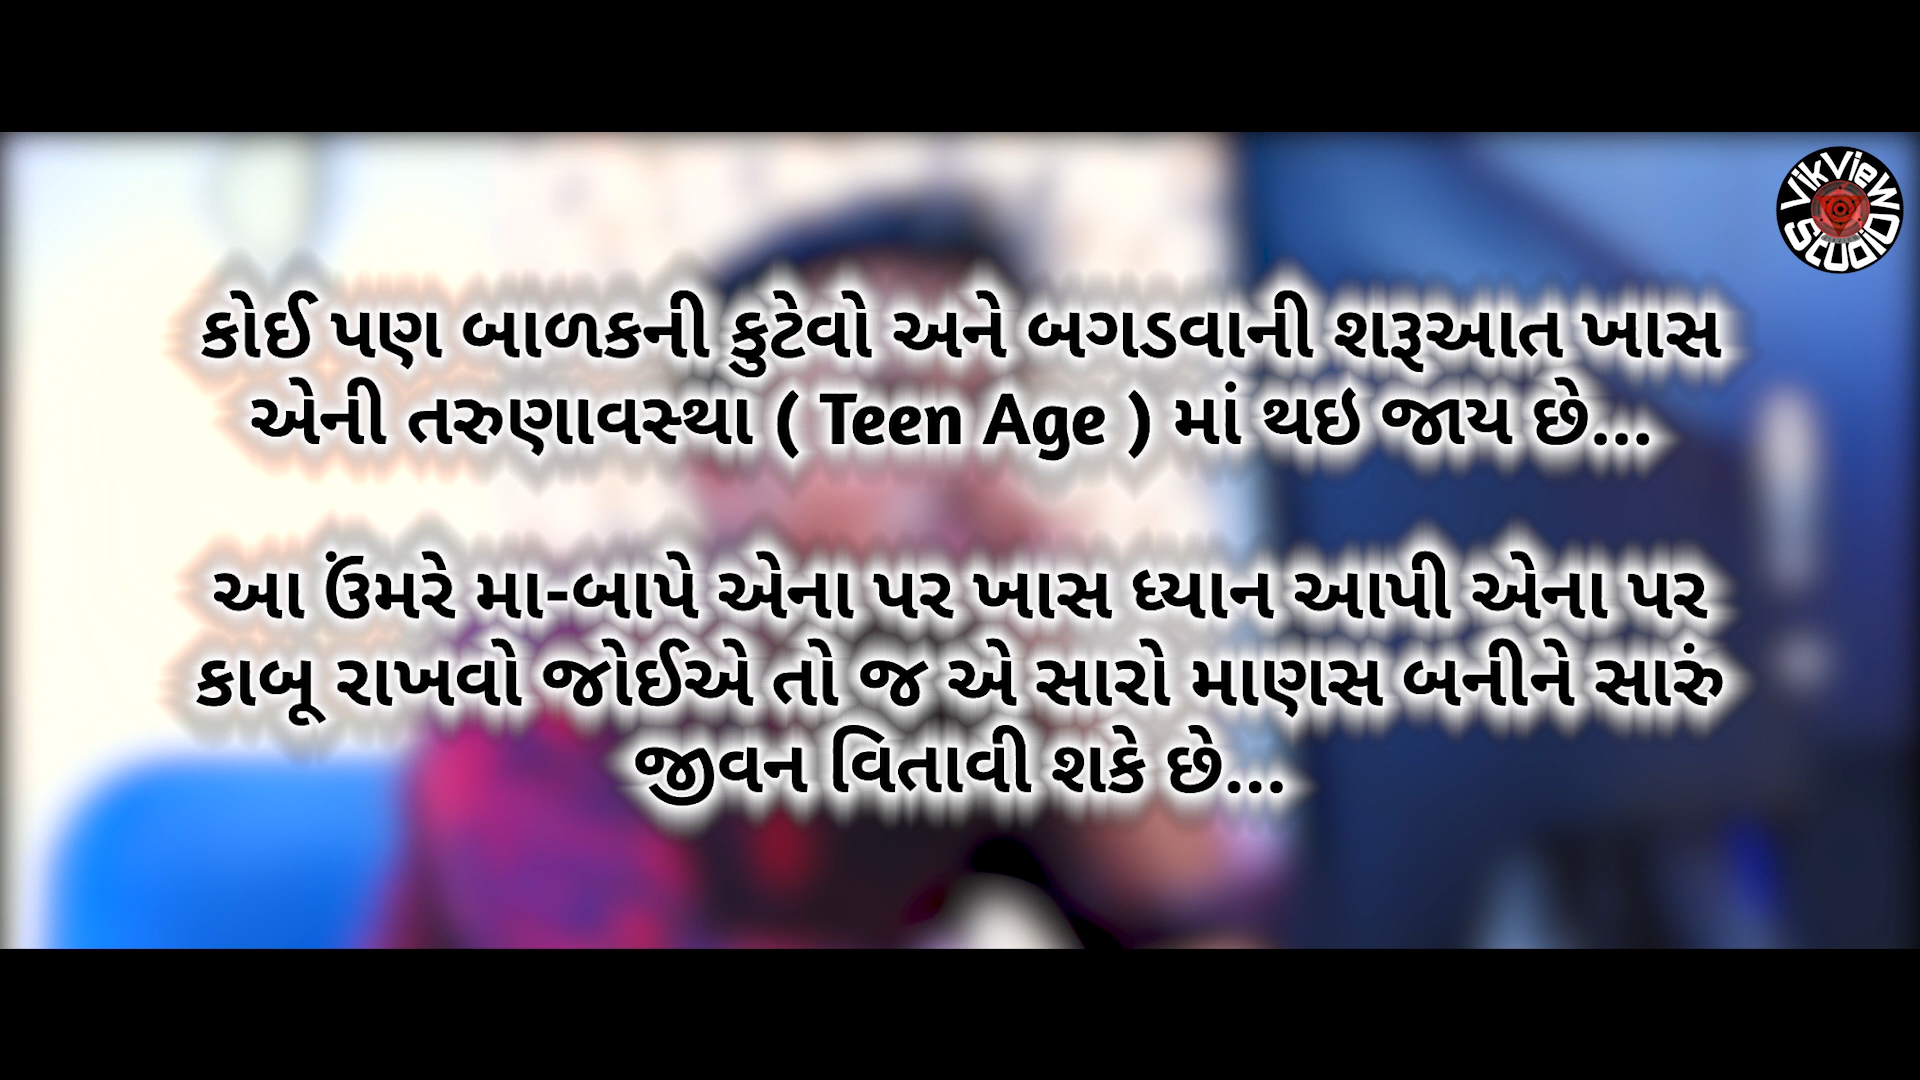 VikView
Studio
કોઈ પણ બાળકની કુટેવો અને બગડવાની શરૂઆત ખાસ
એની તરુણાવસ્થા ( Teen Age ) માં થઇ જાય છે...
આ ઉંમરે મા-બાપે એના પર ખાસ ધ્યાન આપી એના પર
કાબૂ રાખવો જોઈએ તો જ એ સારો માણસ બનીને સારું
જીવન વિતાવી શકે છે...